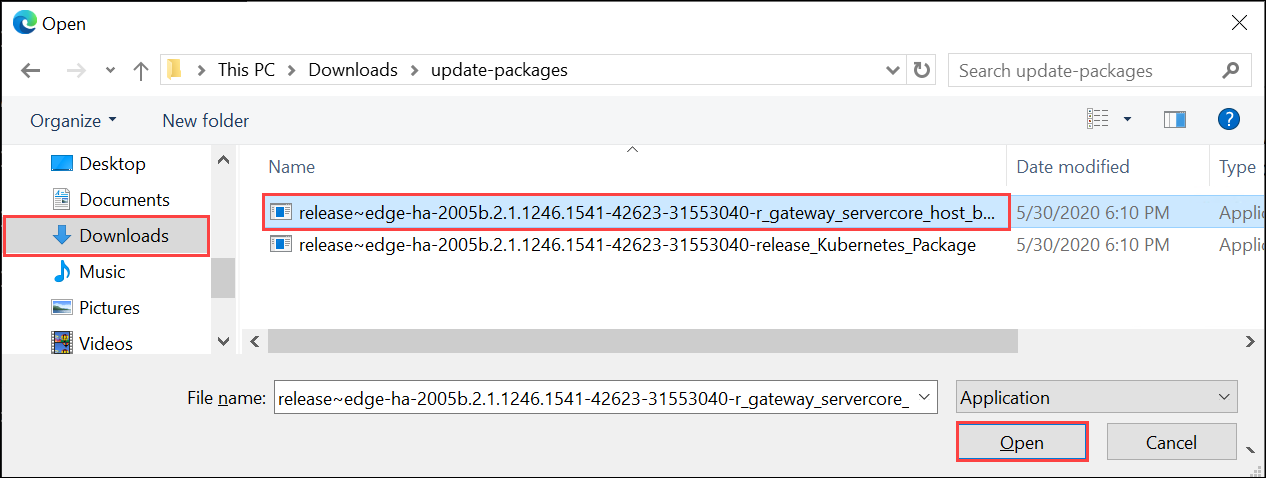 Open
This PC > Downloads > update-packages
Search update-packages
Organize
New folder
Name
Date modified
Type
Desktop
Documents
Downloads
Music
Pictures
Videos
release~edge-ha-2005b.2.1.1246.1541-42623-31553040-r_gateway_servercore_host_b... 5/30/2020 6:10 PM Applic
release~edge-ha-2005b.2.1.1246.1541-42623-31553040-release_Kubernetes_Package 5/30/2020 6:10 PM Applic
File name: release~edge-ha-2005b.2.1.1246.1541-42623-31553040-r_gateway_servercore_
Application
Open
Cancel